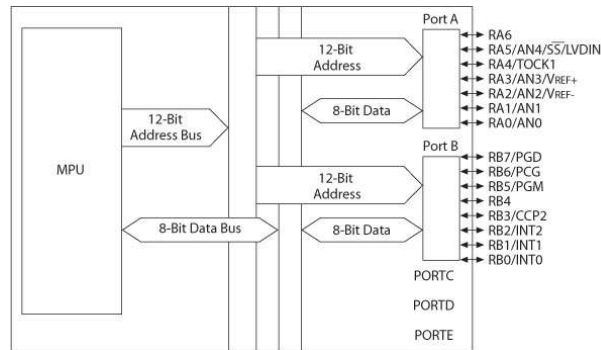 Port A
RA6
RA5/AN4/SS/LVDIN
RA4/TOCK1
RA3/AN3/VREF+
RA2/AN2/VREF-
RA1/AN1
RA0/AN0
12-Bit
Address
8-Bit Data
12-Bit
Address Bus
MPU
Port B
RB7/PGD
RB6/PCG
RB5/PGM
RB4
RB3/CCP2
RB2/INT2
RB1/INT1
RB0/INT0
12-Bit
Address
8-Bit Data Bus
8-Bit Data
PORTC
PORTD
PORTE